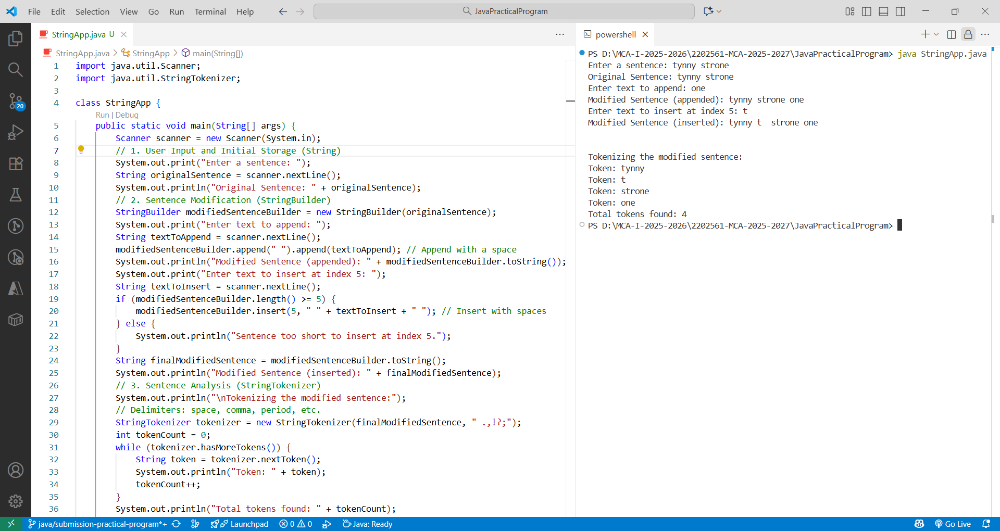 File Edit Selection View Go Run Terminal Help
JavaPracticalProgram
StringApp.java U
StringApp.java > StringApp > main(String[])
1 import java.util.Scanner;
2 import java.util.StringTokenizer;
3
4 class StringApp {
Run | Debug
5 public static void main(String[] args) {
6 Scanner scanner = new Scanner(System.in);
7 // 1. User Input and Initial Storage (String)
8 System.out.print("Enter a sentence: ");
9 String originalSentence = scanner.nextLine();
10 System.out.println("Original Sentence: " + originalSentence);
11 // 2. Sentence Modification (StringBuilder)
12 StringBuilder modifiedSentenceBuilder = new StringBuilder(originalSentence);
13 System.out.print("Enter text to append: ");
14 String textToAppend = scanner.nextLine();
15 modifiedSentenceBuilder.append(" ").append(textToAppend); // Append with a space
16 System.out.println("Modified Sentence (appended): " + modifiedSentenceBuilder.toString());
17 System.out.print("Enter text to insert at index 5: ");
18 String textToInsert = scanner.nextLine();
19 if (modifiedSentenceBuilder.length() >= 5) {
20 modifiedSentenceBuilder.insert(5, " " + textToInsert + " "); // Insert with spaces
21 } else {
22 System.out.println("Sentence too short to insert at index 5.");
23 }
24 String finalModifiedSentence = modifiedSentenceBuilder.toString();
25 System.out.println("Modified Sentence (inserted): " + finalModifiedSentence);
26 // 3. Sentence Analysis (StringTokenizer)
27 System.out.println("\nTokenizing the modified sentence:");
28 // Delimiters: space, comma, period, etc.
29 StringTokenizer tokenizer = new StringTokenizer(finalModifiedSentence, " .,!?;");
30 int tokenCount = 0;
31 while (tokenizer.hasMoreTokens()) {
32 String token = tokenizer.nextToken();
33 System.out.println("Token: " + token);
34 tokenCount++;
35 }
36 System.out.println("Total tokens found: " + tokenCount);
powershell
PS D:\MCA-I-2025-2026\2202561-MCA-2025-2027\JavaPracticalProgram> java StringApp.java
Enter a sentence: tynny strone
Original Sentence: tynny strone
Enter text to append: one
Modified Sentence (appended): tynny strone one
Enter text to insert at index 5: t
Modified Sentence (inserted): tynny t  strone one
Tokenizing the modified sentence:
Token: tynny
Token: t
Token: strone
Token: one
Total tokens found: 4
PS D:\MCA-I-2025-2026\2202561-MCA-2025-2027\JavaPracticalProgram>
20
java/submission-practical-program*+ Launchpad 0 0 Java: Ready Go Live